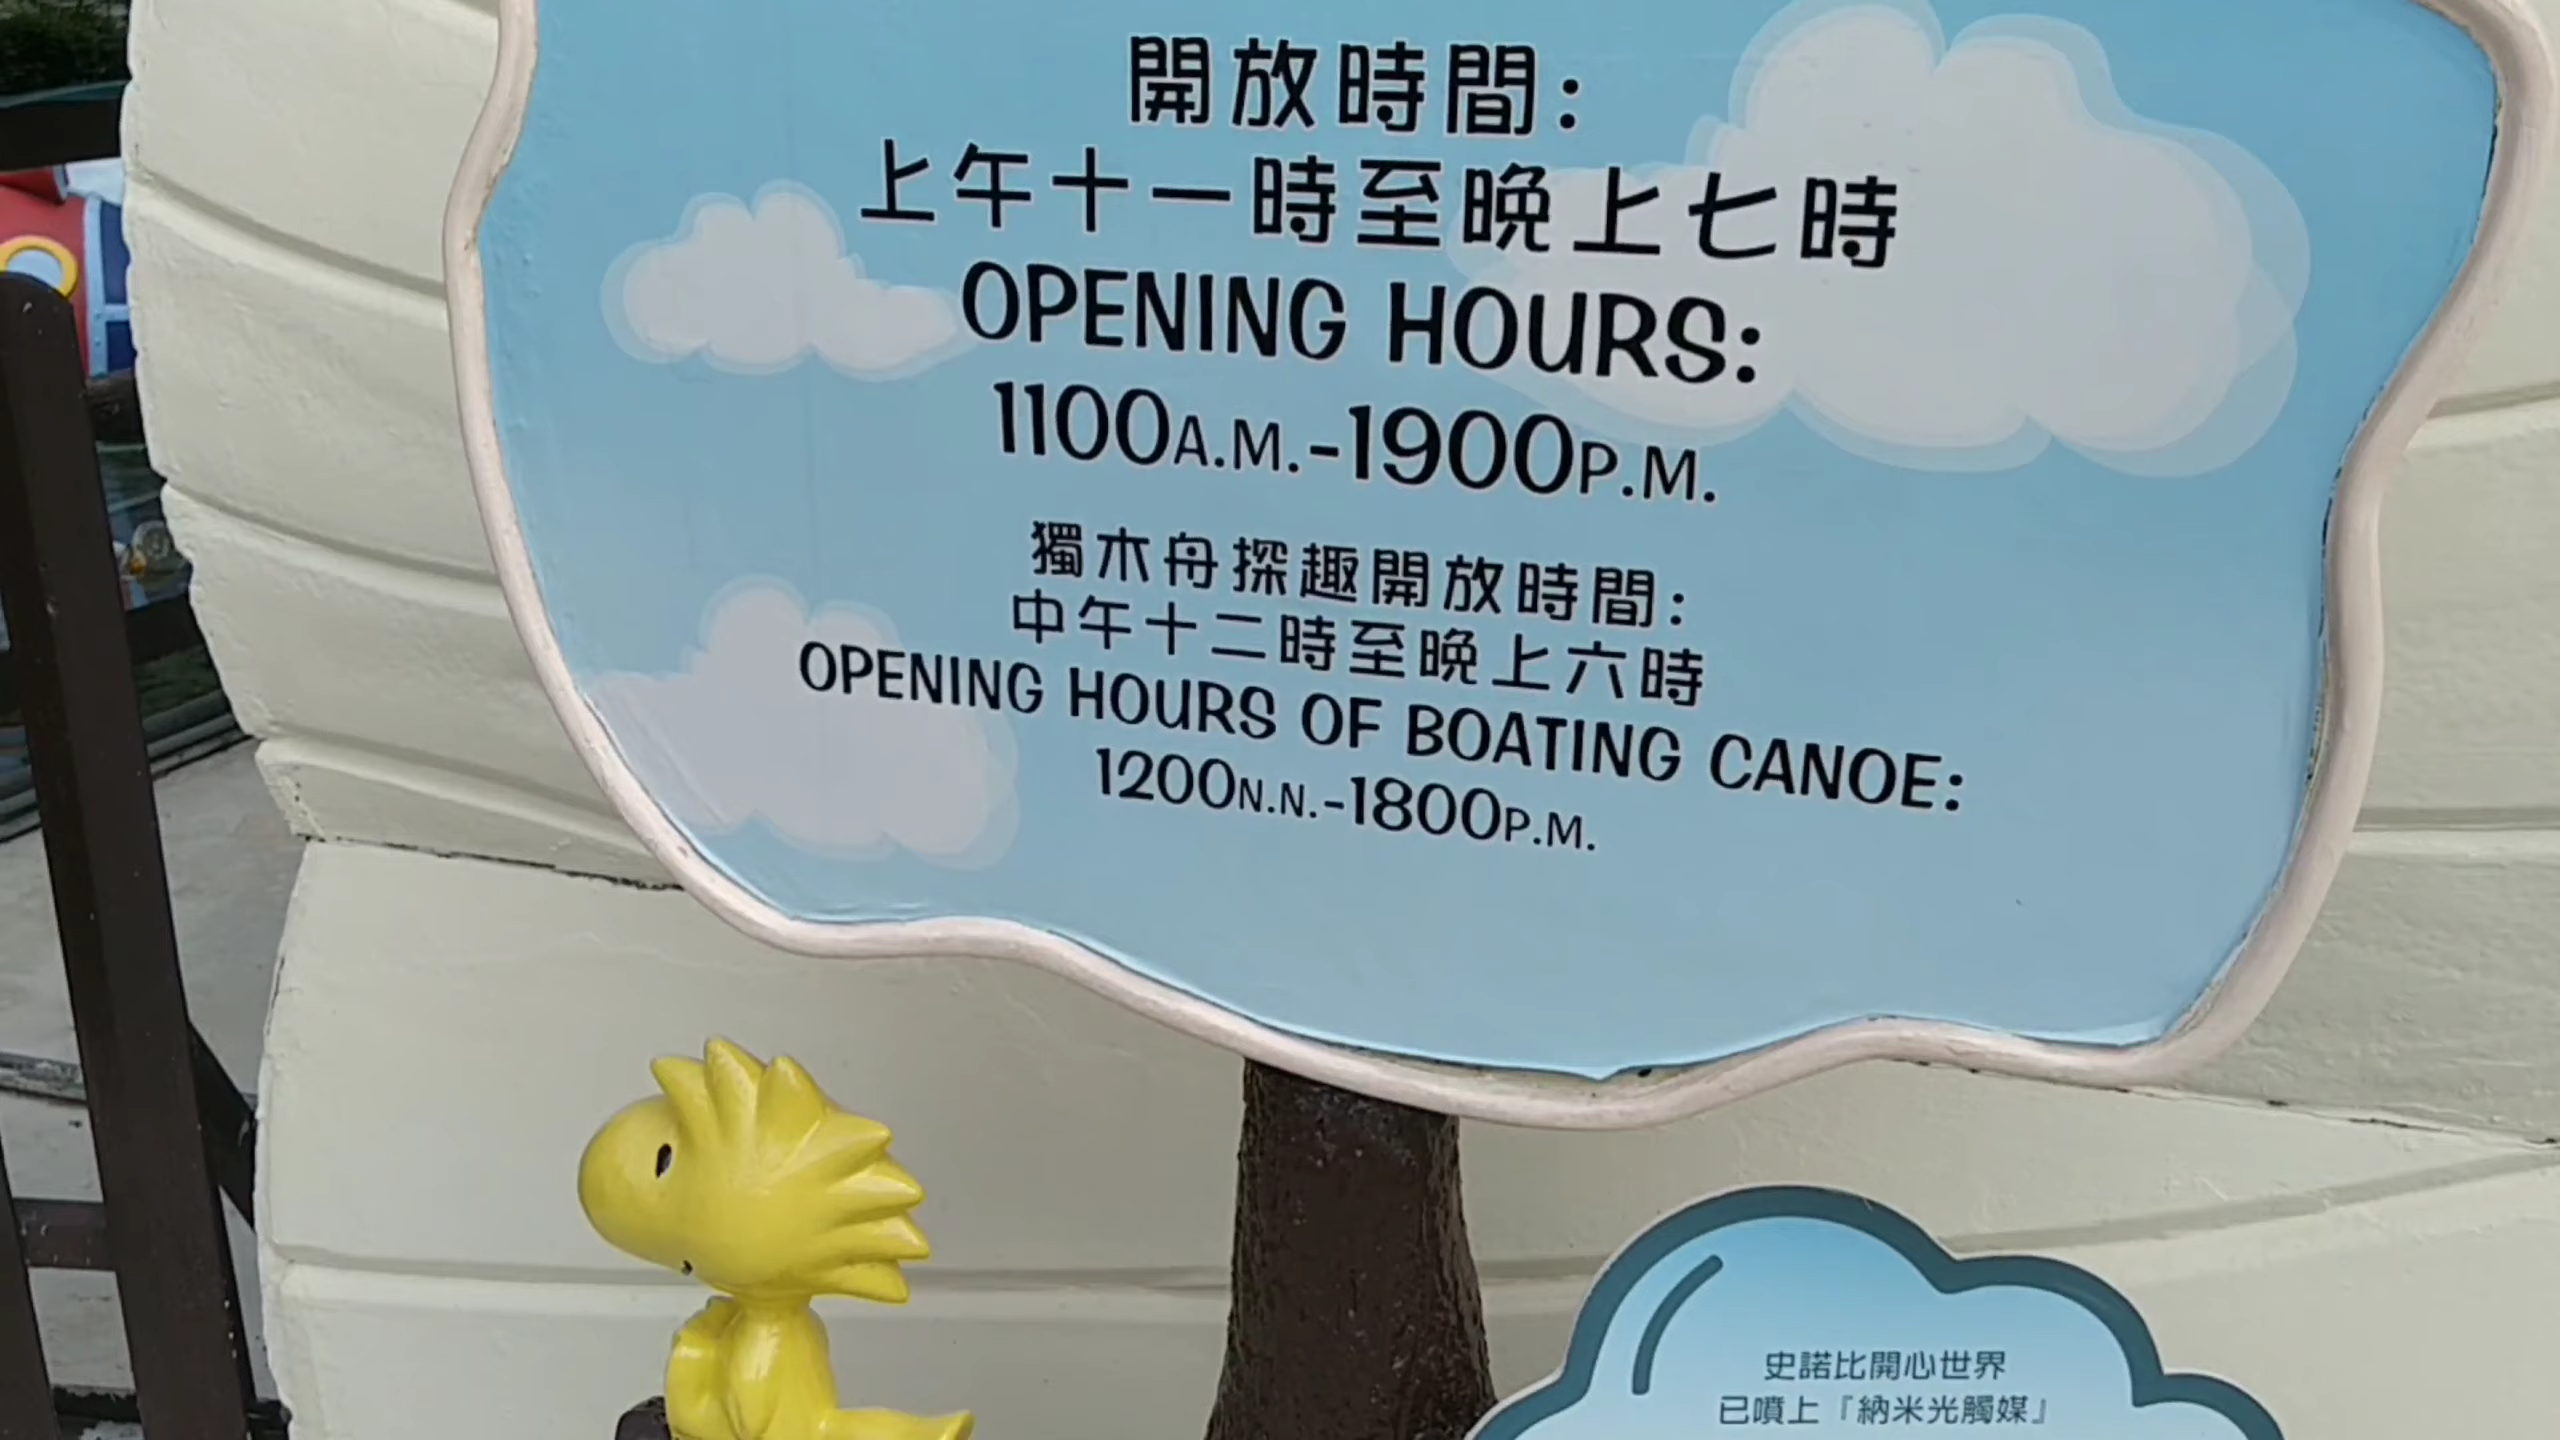 開放時間:
上午十一時至晚上七時
OPENING HOURS:
1100A.M.-1900P.M.
獨木舟探趣開放時間:
中午十二時至晚上六時
OPENING HOURS OF BOATING CANOE:
1200N.N.-1800P.M.
史諾比開心世界
已噴上『納米光觸媒』